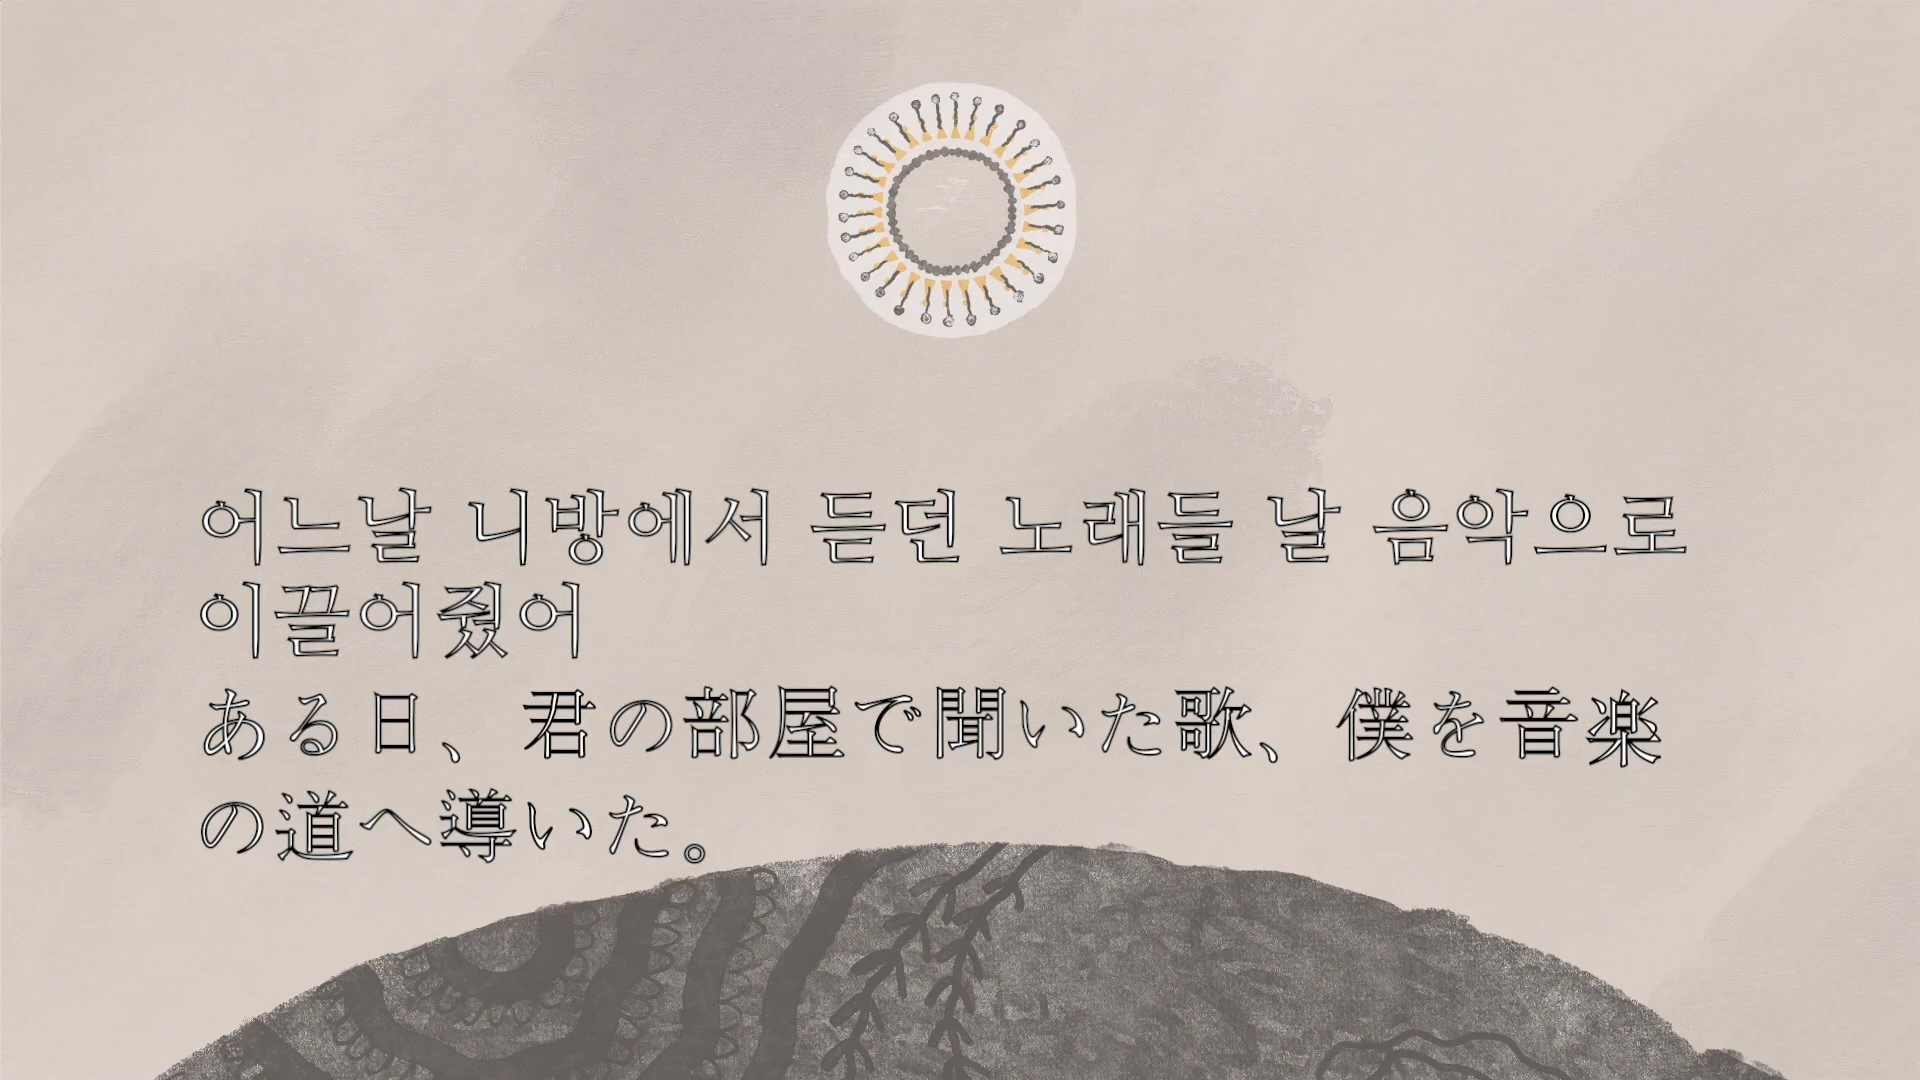 어느날 니방에서 듣던 노래들 날 음악으로
이끌어줬어
ある日、君の部屋で聞いた歌、僕を音楽
の道へ導いた。